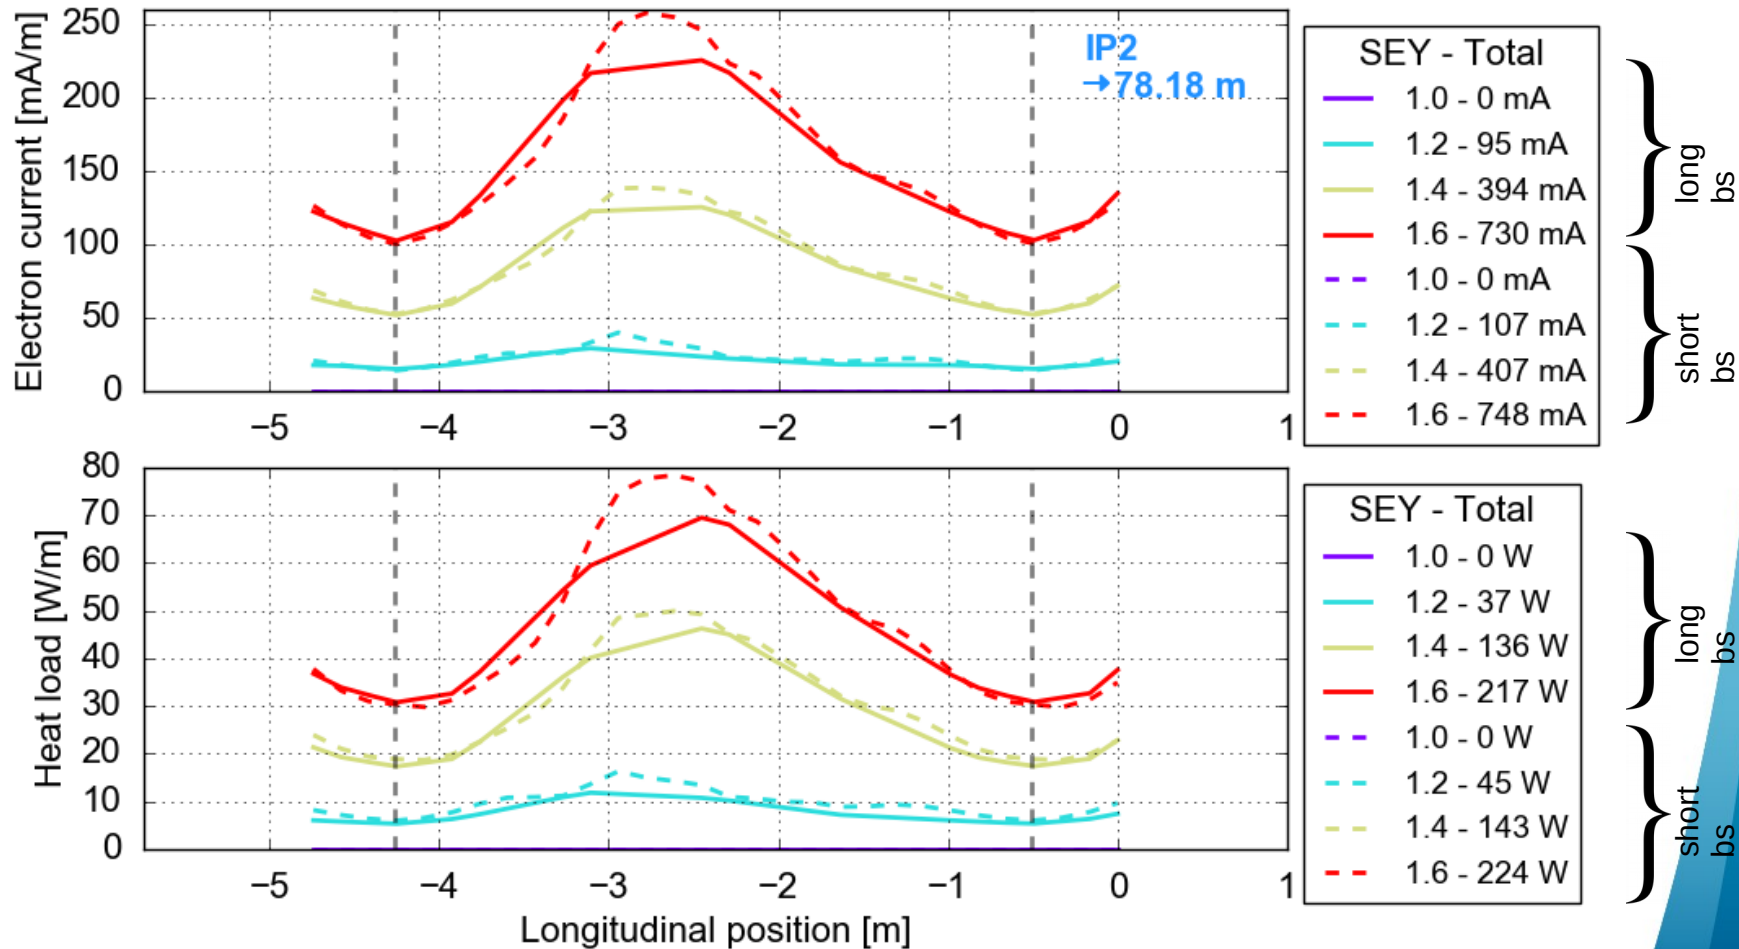 Electron current [mA/m]
250
200
150
100
50
0
−5
−4
−3
−2
−1
0
1
IP2
→78.18 m
SEY - Total
1.0 - 0 mA
1.2 - 95 mA
1.4 - 394 mA
1.6 - 730 mA
1.0 - 0 mA
1.2 - 107 mA
1.4 - 407 mA
1.6 - 748 mA
long
bs
short
bs
Heat load [W/m]
80
70
60
50
40
30
20
10
0
−5
−4
−3
−2
−1
0
1
Longitudinal position [m]
SEY - Total
1.0 - 0 W
1.2 - 37 W
1.4 - 136 W
1.6 - 217 W
1.0 - 0 W
1.2 - 45 W
1.4 - 143 W
1.6 - 224 W
long
bs
short
bs